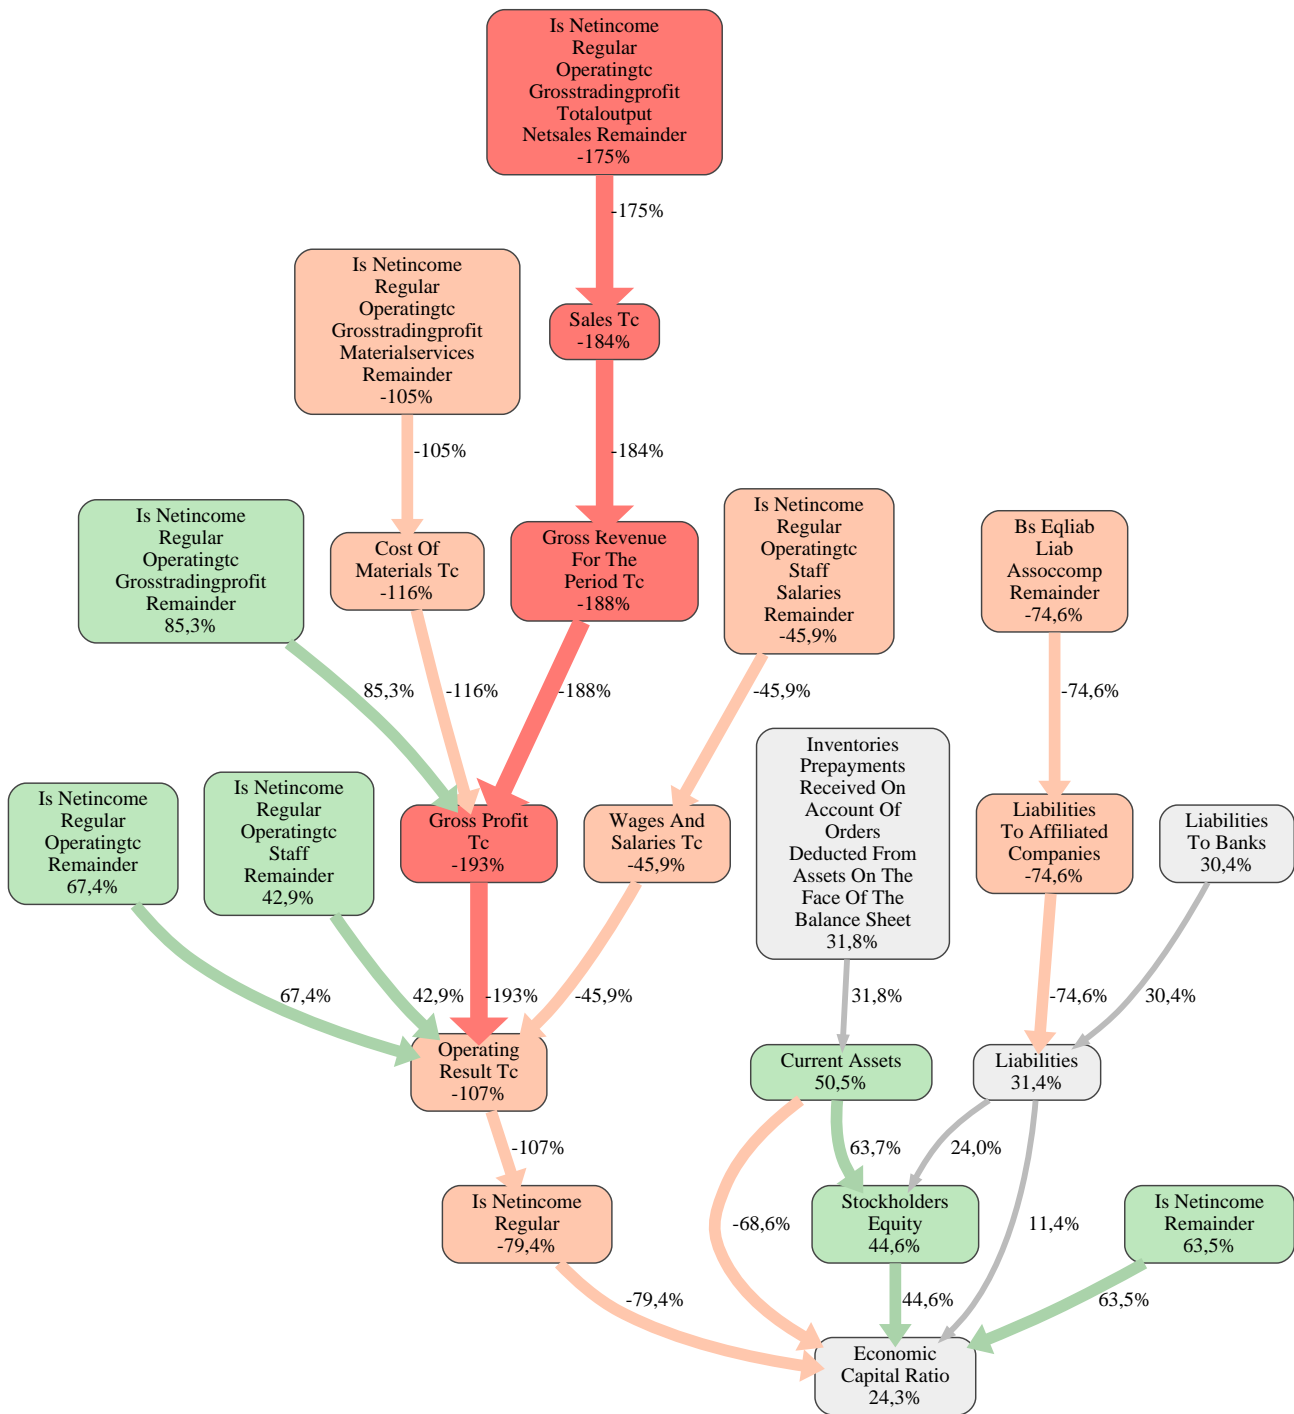 Is Netincome
Regular
Operatingtc
Grosstradingprofit
Totaloutput
Netsales Remainder
-175%
-175%
Is Netincome
Regular
Operatingtc
Grosstradingprofit
Materialservices
Remainder
-105%
Sales Tc
-184%
-105%
-184%
Is Netincome
Regular
Operatingtc
Grosstradingprofit
Remainder
85,3%
Cost Of
Materials Tc
-116%
Gross Revenue
For The
Period Tc
-188%
Is Netincome
Regular
Operatingtc
Staff
Salaries
Remainder
-45,9%
Bs Eqliab
Liab
Assoccomp
Remainder
-74,6%
85,3%
-116%
-188%
-45,9%
-74,6%
Is Netincome
Regular
Operatingtc
Remainder
67,4%
Is Netincome
Regular
Operatingtc
Staff
Remainder
42,9%
Gross Profit
Tc
-193%
Wages And
Salaries Tc
-45,9%
Inventories
Prepayments
Received On
Account Of
Orders
Deducted From
Assets On The
Face Of The
Balance Sheet
31,8%
Liabilities
To Affiliated
Companies
-74,6%
Liabilities
To Banks
30,4%
67,4%
42,9%
-193%
-45,9%
31,8%
-74,6%
30,4%
Operating
Result Tc
-107%
Current Assets
50,5%
Liabilities
31,4%
-107%
63,7%
24,0%
Is Netincome
Regular
-79,4%
-68,6%
Stockholders
Equity
44,6%
11,4%
Is Netincome
Remainder
63,5%
-79,4%
44,6%
63,5%
Economic
Capital Ratio
24,3%